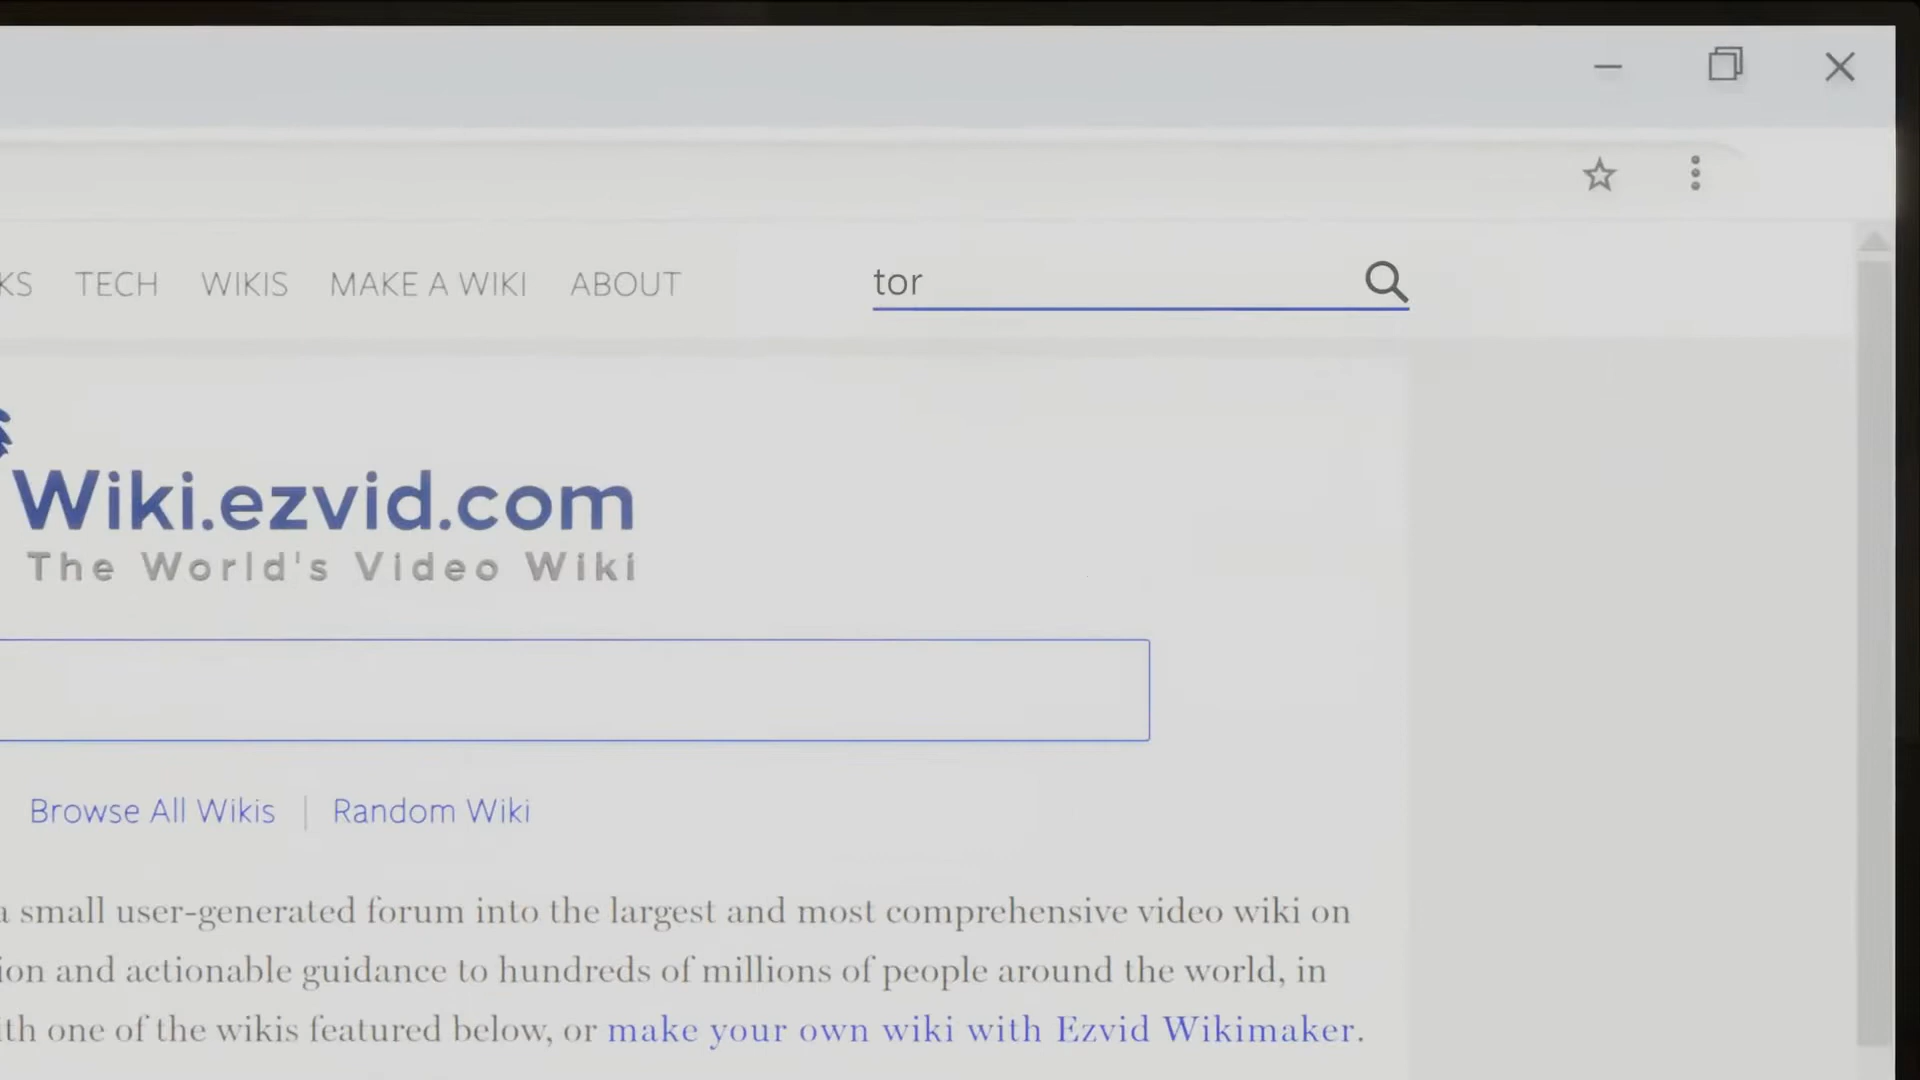 KS TECH WIKIS MAKE A WIKI ABOUT tor
Wiki.ezvid.com
The World's Video Wiki
Browse All Wikis | Random Wiki
a small user-generated forum into the largest and most comprehensive video wiki on
ion and actionable guidance to hundreds of millions of people around the world, in
ith one of the wikis featured below, or make your own wiki with Ezvid Wikimaker.